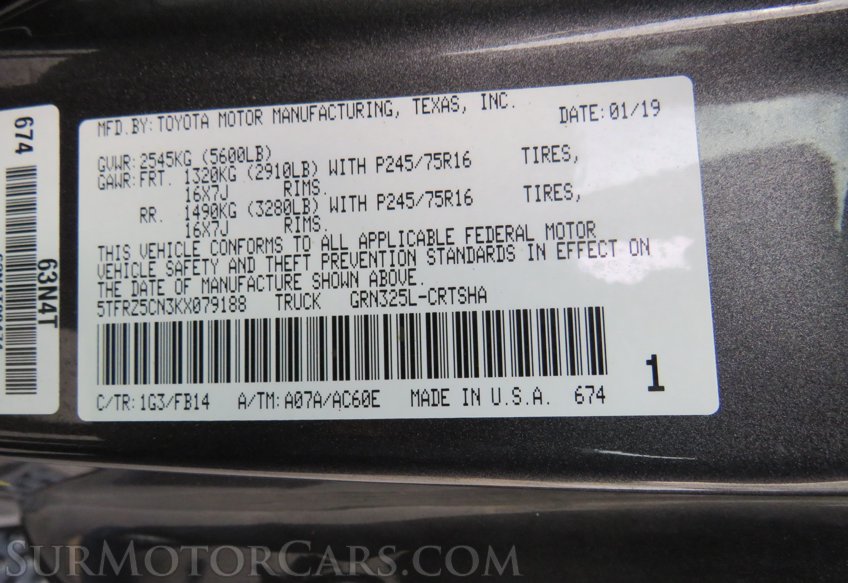 MFD.BY:TOYOTA MOTOR MANUFACTURING, TEXAS, INC. DATE:01/19
GVWR:2545KG (5600LB)
GAWR:FRT. 1320KG (2910LB) WITH P245/75R16 TIRES,
16X7J RIMS.
RR. 1490KG (3280LB) WITH P245/75R16 TIRES,
16X7J RIMS.
THIS VEHICLE CONFORMS TO ALL APPLICABLE FEDERAL MOTOR
VEHICLE SAFETY AND THEFT PREVENTION STANDARDS IN EFFECT ON
THE DATE OF MANUFACTURE SHOWN ABOVE.
5TFRZ5CN3KX079188 TRUCK GRN325L-CRTSHA
1
C/TR:1G3/FB14 A/TM:A07A/AC60E MADE IN U.S.A. 674
674
63N4T
SurMotorCars.com